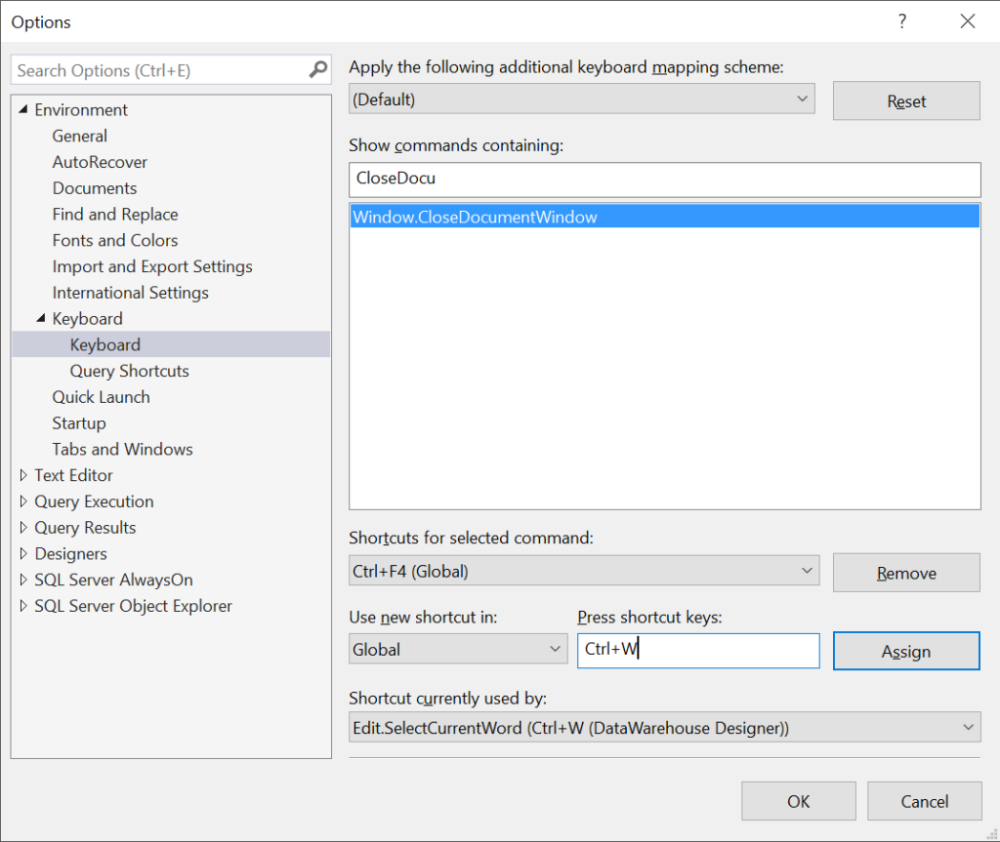 Options
?
Search Options (Ctrl+E)
Environment
General
AutoRecover
Documents
Find and Replace
Fonts and Colors
Import and Export Settings
International Settings
Keyboard
Keyboard
Query Shortcuts
Quick Launch
Startup
Tabs and Windows
Text Editor
Query Execution
Query Results
Designers
SQL Server AlwaysOn
SQL Server Object Explorer
Apply the following additional keyboard mapping scheme:
(Default)
Reset
Show commands containing:
CloseDocu
Window.CloseDocumentWindow
Shortcuts for selected command:
Ctrl+F4 (Global)
Remove
Use new shortcut in:
Press shortcut keys:
Global
Ctrl+W
Assign
Shortcut currently used by:
Edit.SelectCurrentWord (Ctrl+W (DataWarehouse Designer))
OK
Cancel